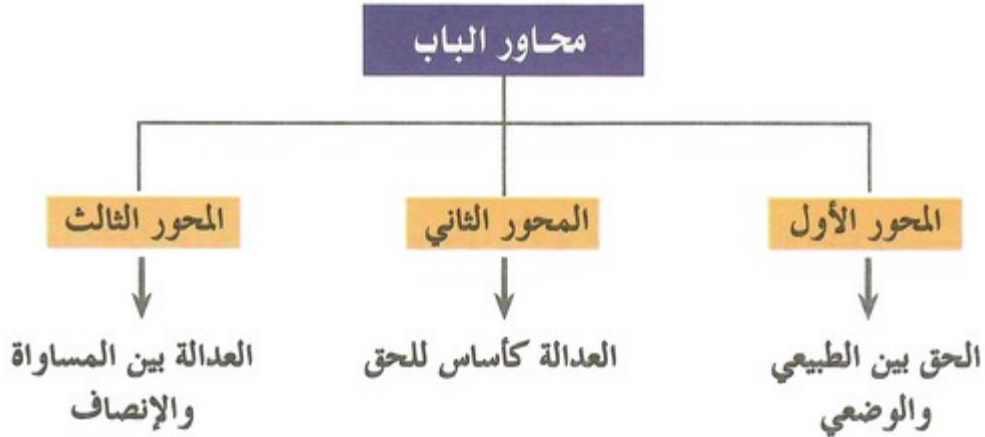 محاور الباب
المحور الأول
المحور الثاني
المحور الثالث
الحق بين الطبيعي
والوضعي
العدالة كأساس للحق
العدالة بين المساواة
والإنصاف